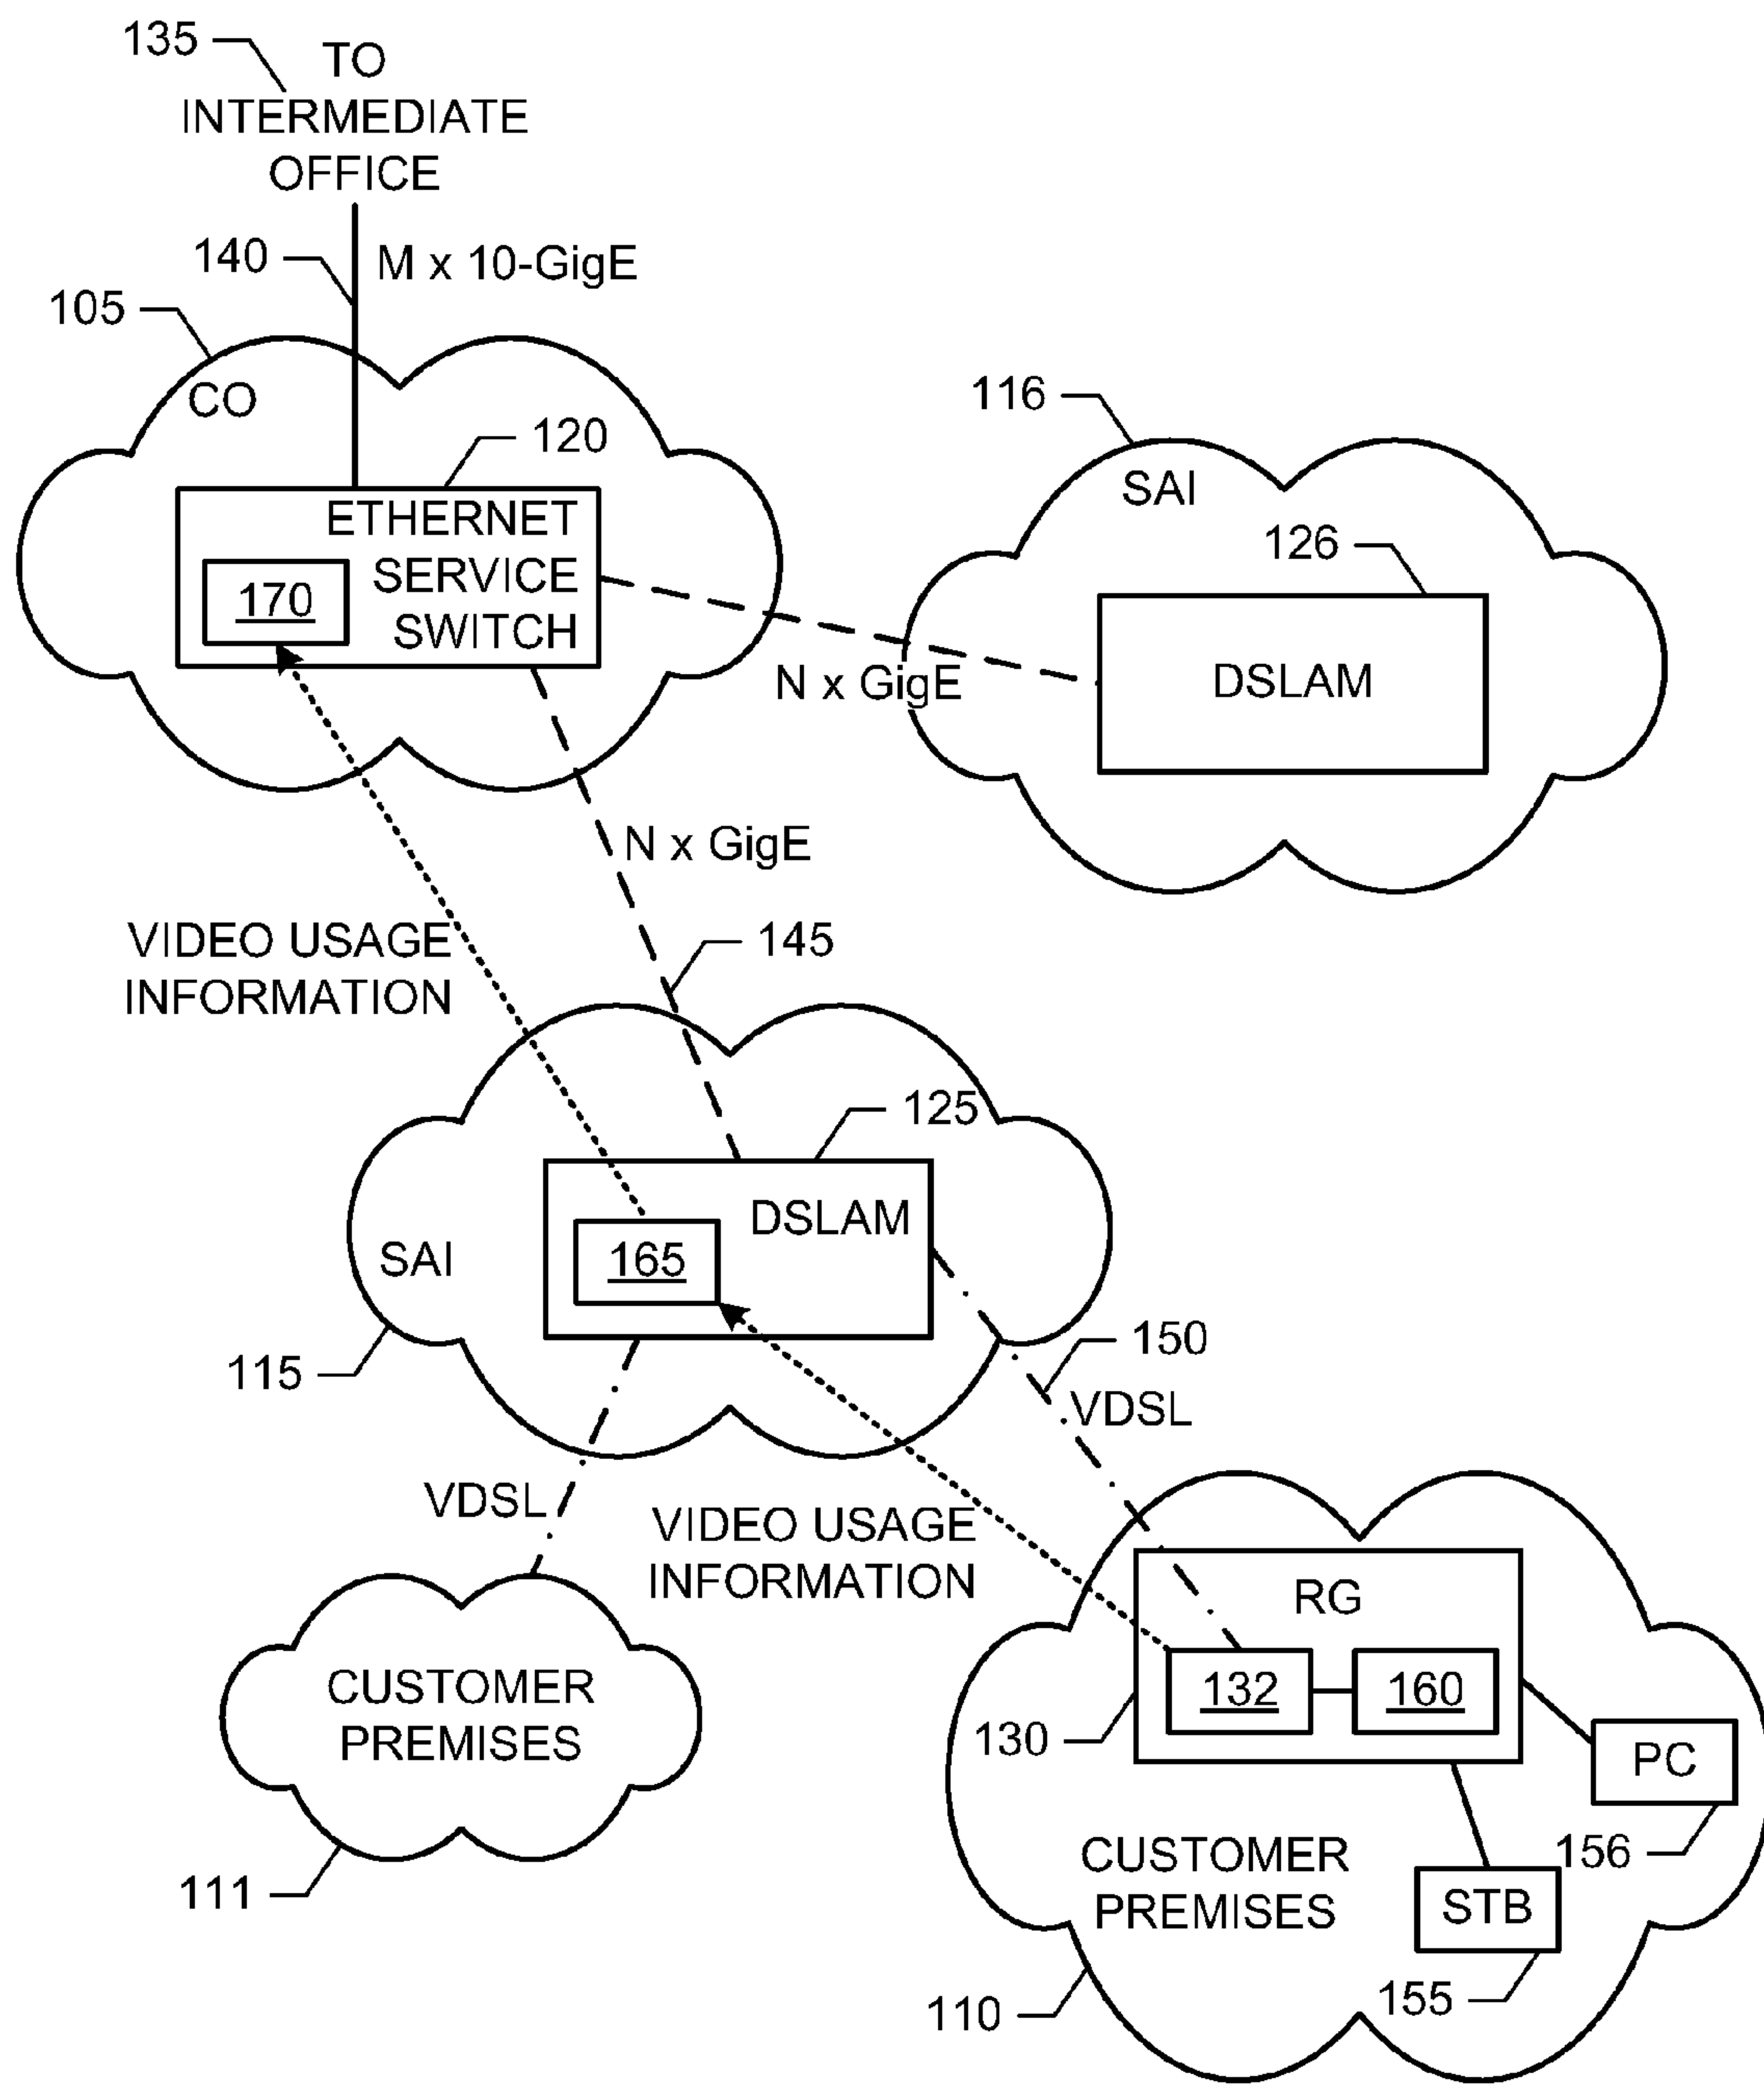 135
TO
INTERMEDIATE
OFFICE
140
M x 10-GigE
105
CO
120
ETHERNET
SERVICE
SWITCH
170
116
SAI
126
DSLAM
N x GigE
N x GigE
VIDEO USAGE
INFORMATION
145
125
DSLAM
165
SAI
115
150
VDSL
VDSL
VIDEO USAGE
INFORMATION
RG
132
160
130
PC
156
CUSTOMER
PREMISES
111
CUSTOMER
PREMISES
STB
155
110